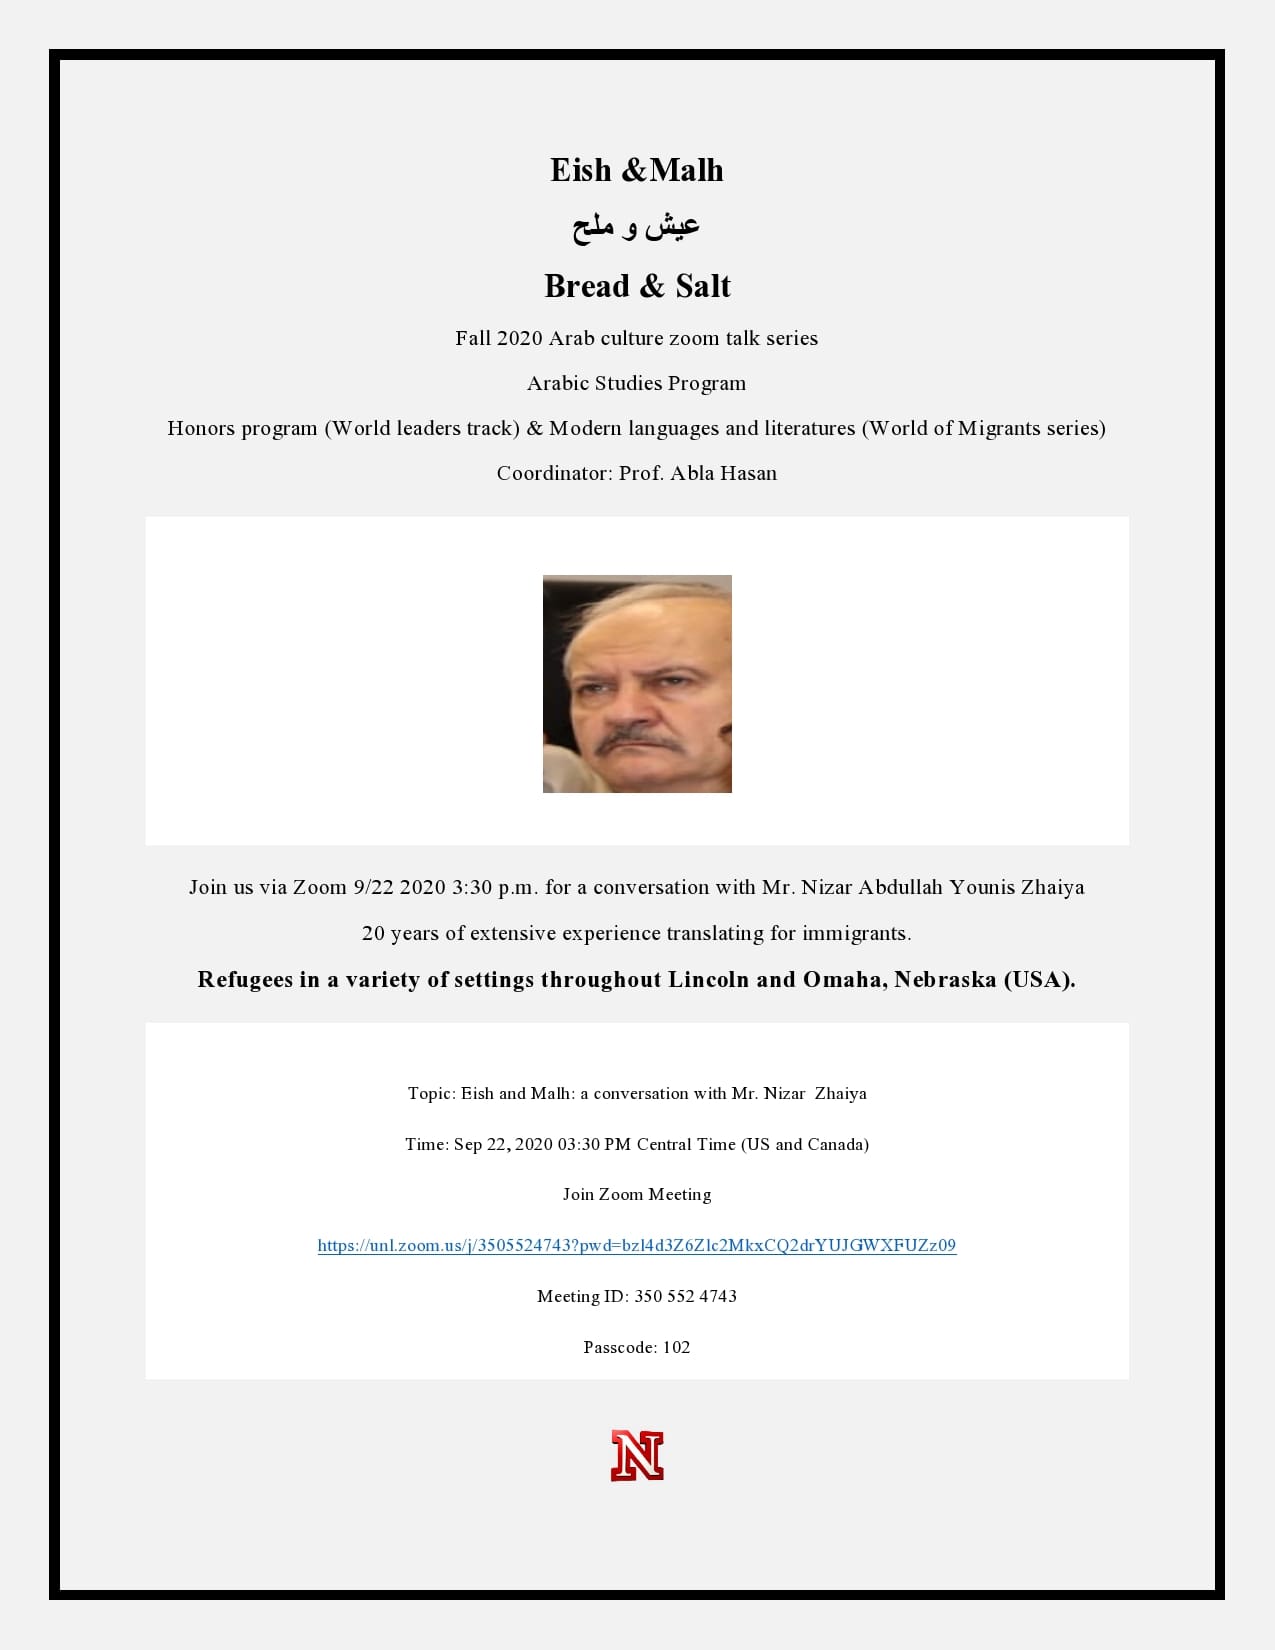 Eish &Malh
عيش و ملح
Bread & Salt
Fall 2020 Arab culture zoom talk series
Arabic Studies Program
Honors program (World leaders track) & Modern languages and literatures (World of Migrants series)
Coordinator: Prof. Abla Hasan
Join us via Zoom 9/22 2020 3:30 p.m. for a conversation with Mr. Nizar Abdullah Younis Zhaiya
20 years of extensive experience translating for immigrants.
Refugees in a variety of settings throughout Lincoln and Omaha, Nebraska (USA).
Topic: Eish and Malh: a conversation with Mr. Nizar  Zhaiya
Time: Sep 22, 2020 03:30 PM Central Time (US and Canada)
Join Zoom Meeting
https://unl.zoom.us/j/3505524743?pwd=bzl4d3Z6Zlc2MkxCQ2drYUJGWXFUZz09
Meeting ID: 350 552 4743
Passcode: 102
N